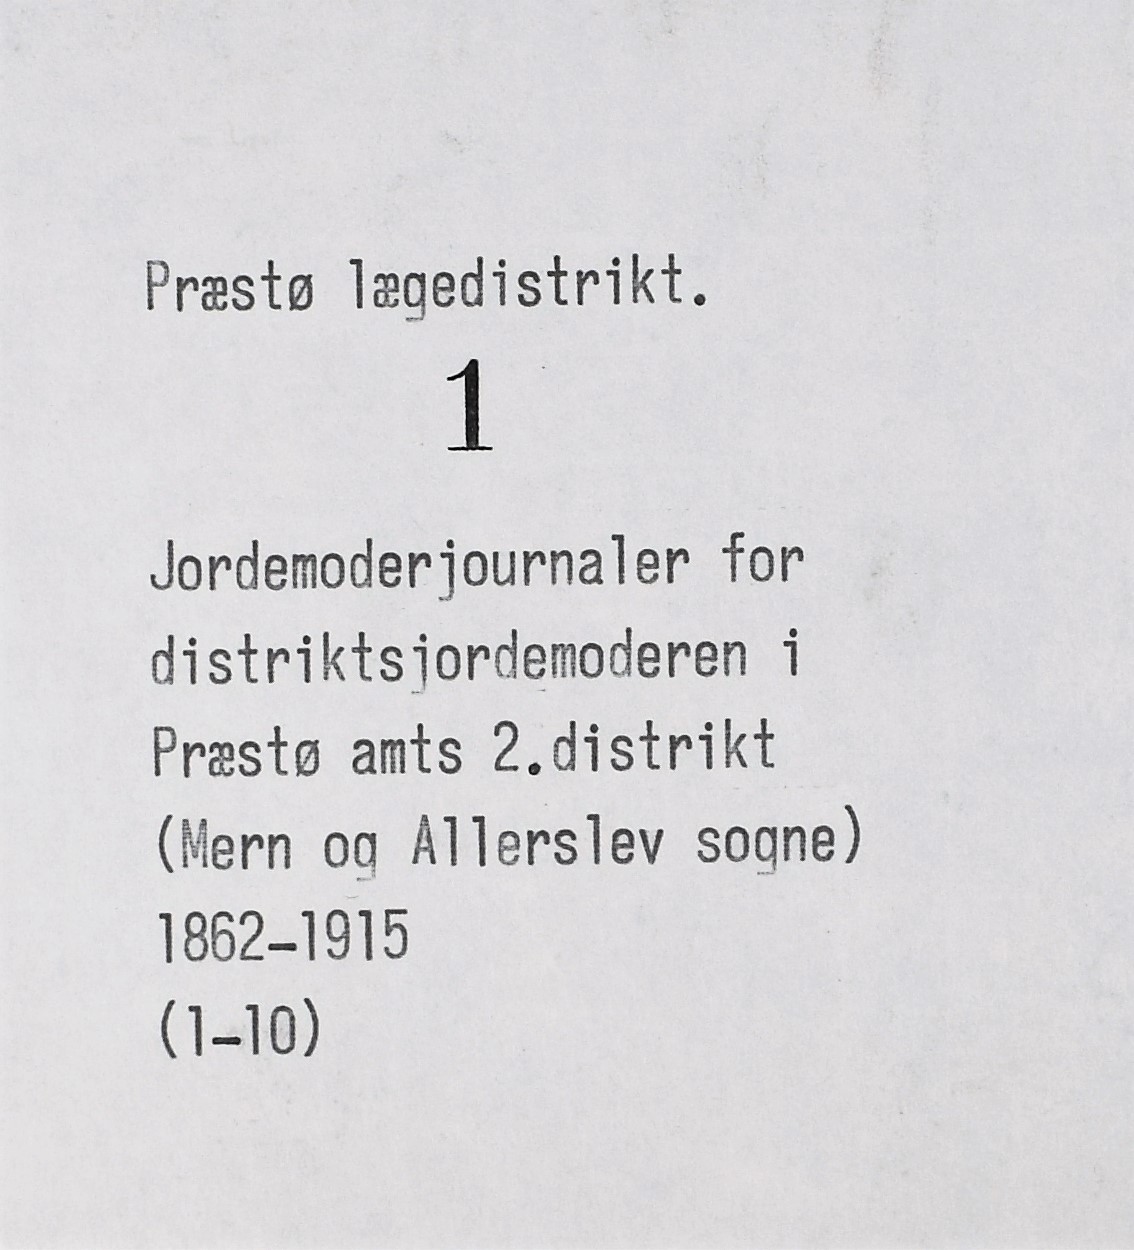 Præstø lægedistrikt.
1
Jordemoderjournaler for
distriktsjordemoderen i
Præstø amts 2.distrikt
(Mern og Allerslev sogne)
1862-1915
(1-10)